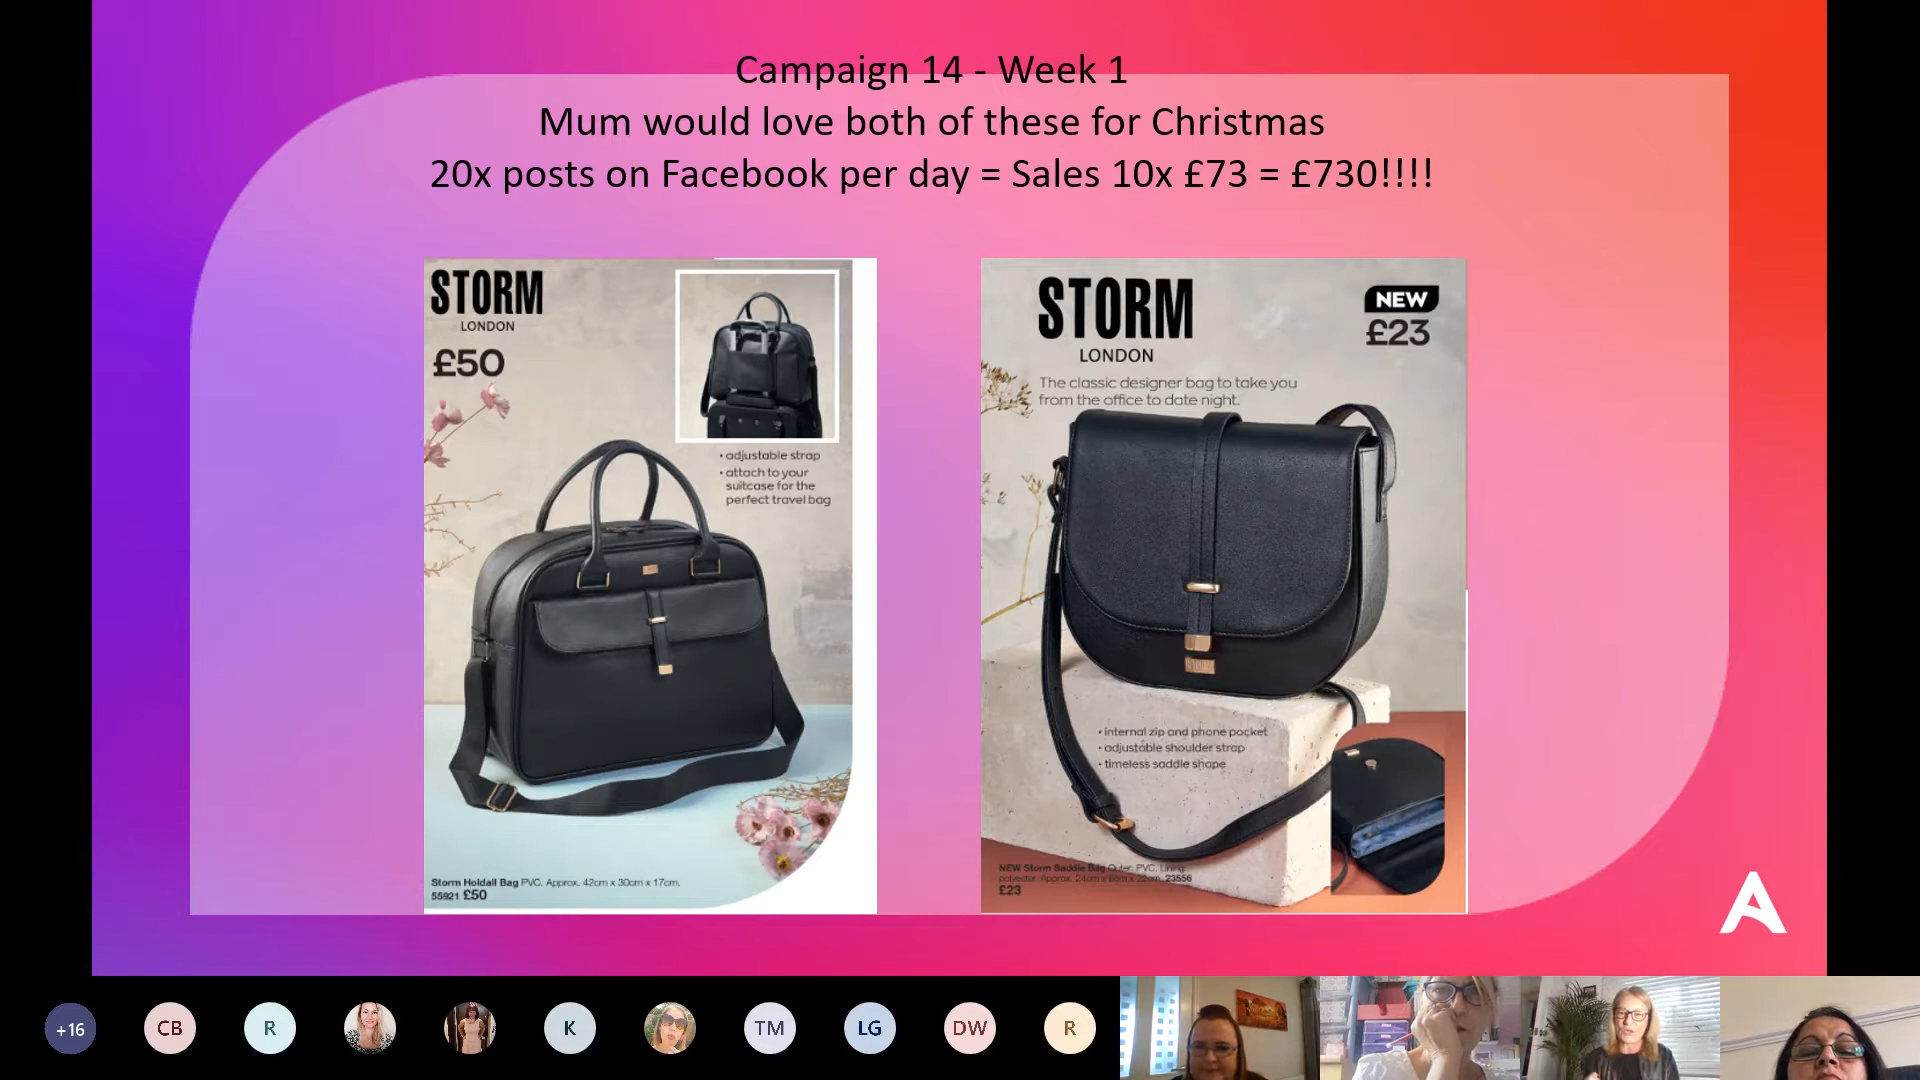 Campaign 14 - Week 1
Mum would love both of these for Christmas
20x posts on Facebook per day = Sales 10x £73 = £730!!!!
STORM
LONDON
£50
• adjustable strap
• attach to your
suitcase for the
perfect travel bag
Storm Holdall Bag PVC. Approx. 42cm x 30cm x 17cm.
55921 £50
STORM
LONDON
NEW
£23
The classic designer bag to take you
from the office to date night.
• internal zip and phone pocket
• adjustable shoulder strap
• timeless saddle shape
NEW Storm Saddle Bag Outer: PVC. Lining:
polyester. Approx. 24cm x 8cm x 22cm. 23556
£23
+16
CB
R
K
TM
LG
DW
R